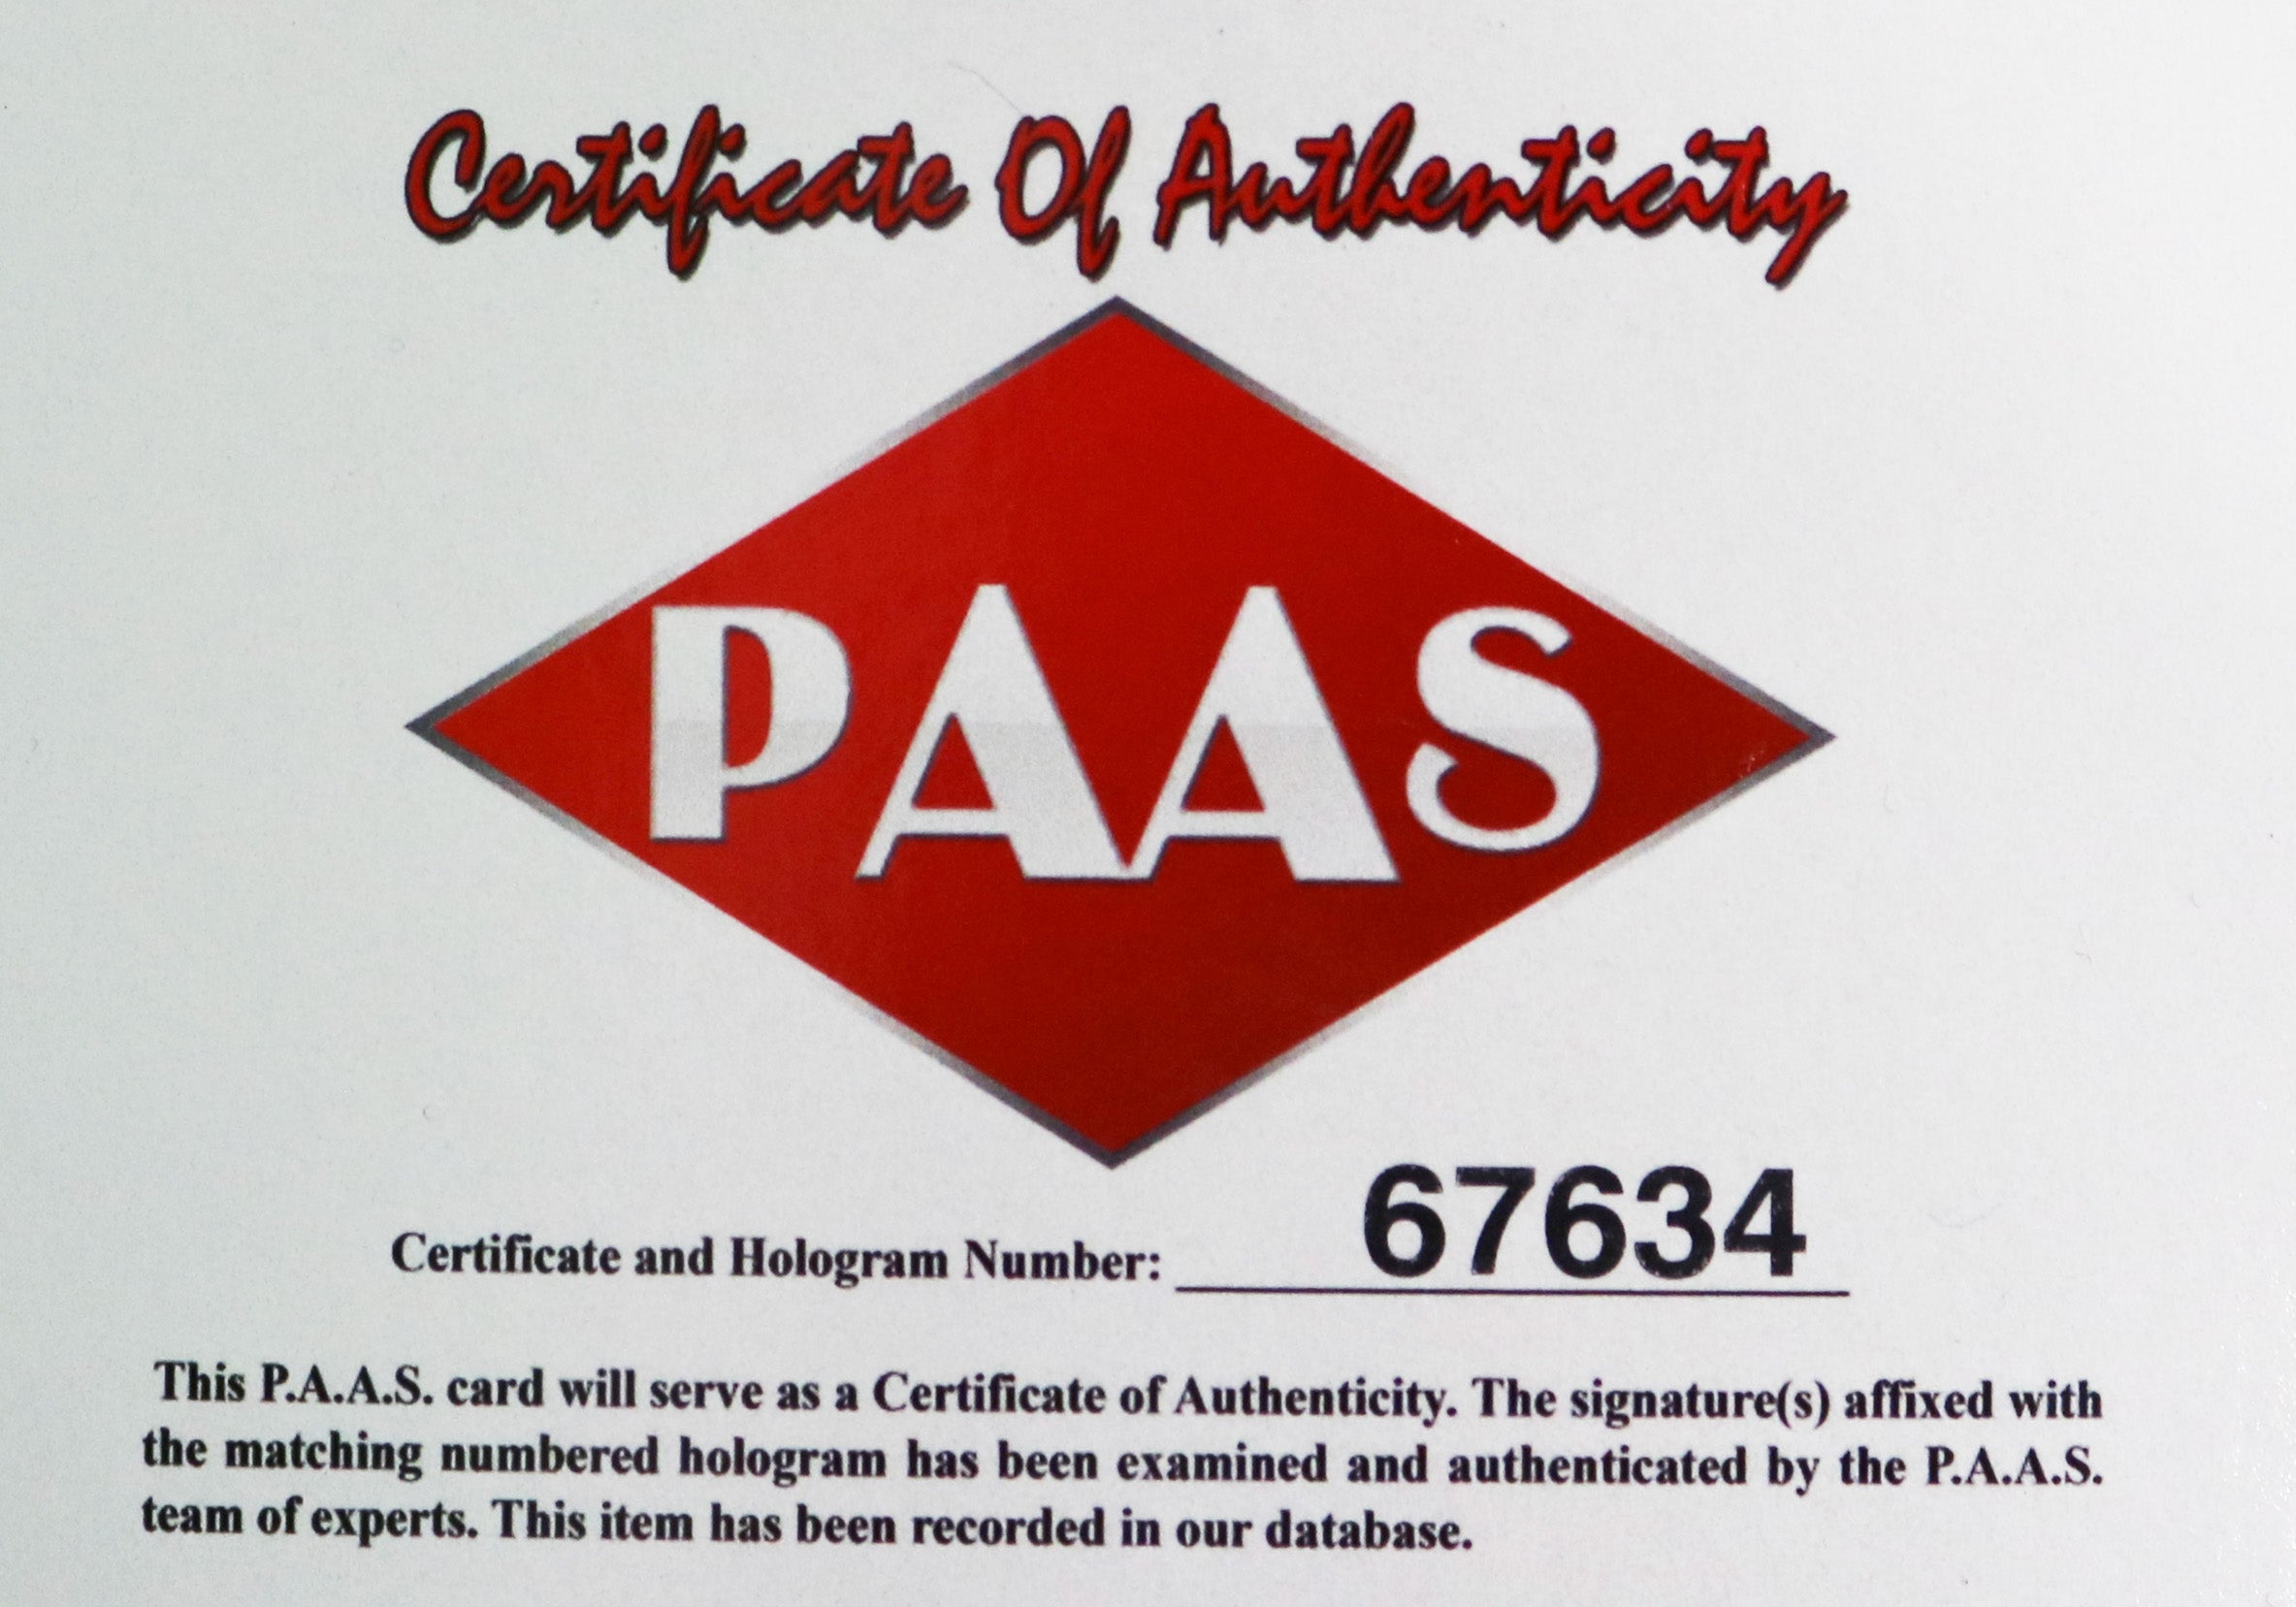 Certificate Of Authenticity
PAAS
67634
Certificate and Hologram Number:
This P.A.A.S. card will serve as a Certificate of Authenticity. The signature(s) affixed with
the matching numbered hologram has been examined and authenticated by the P.A.A.S.
team of experts. This item has been recorded in our database.